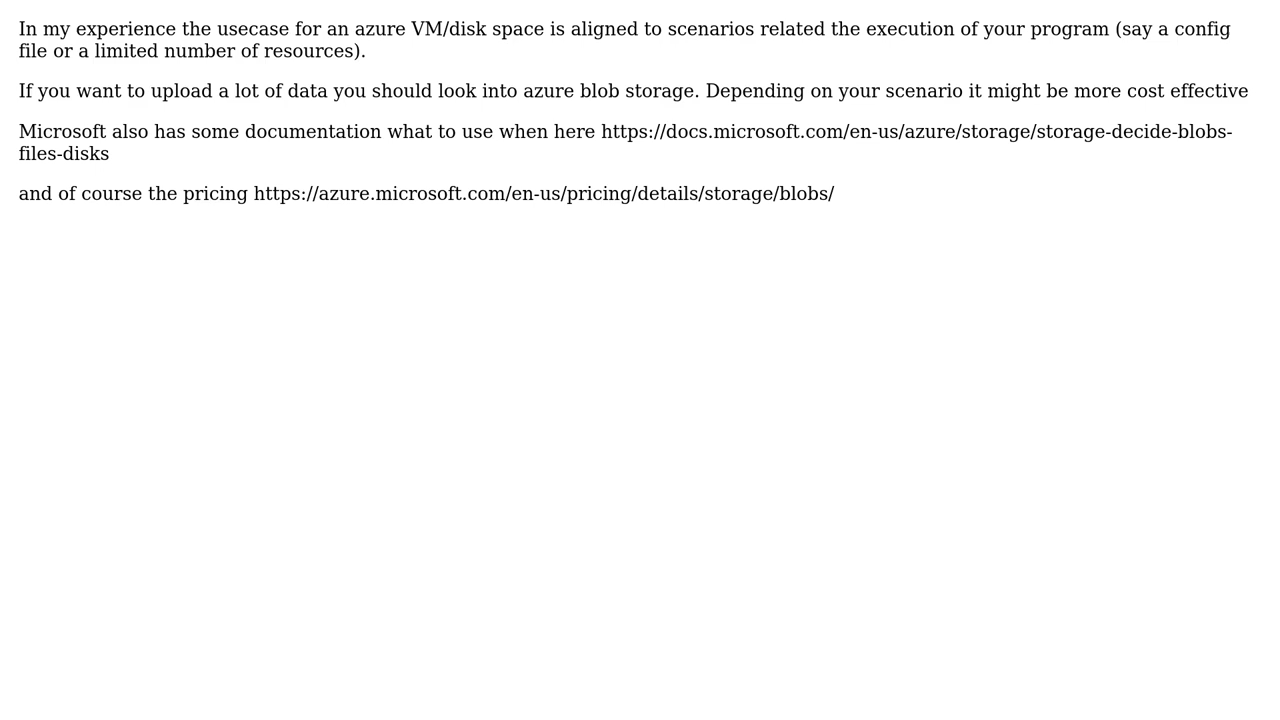 In my experience the usecase for an azure VM/disk space is aligned to scenarios related the execution of your program (say a config
file or a limited number of resources).
If you want to upload a lot of data you should look into azure blob storage. Depending on your scenario it might be more cost effective
Microsoft also has some documentation what to use when here https://docs.microsoft.com/en-us/azure/storage/storage-decide-blobs-
files-disks
and of course the pricing https://azure.microsoft.com/en-us/pricing/details/storage/blobs/